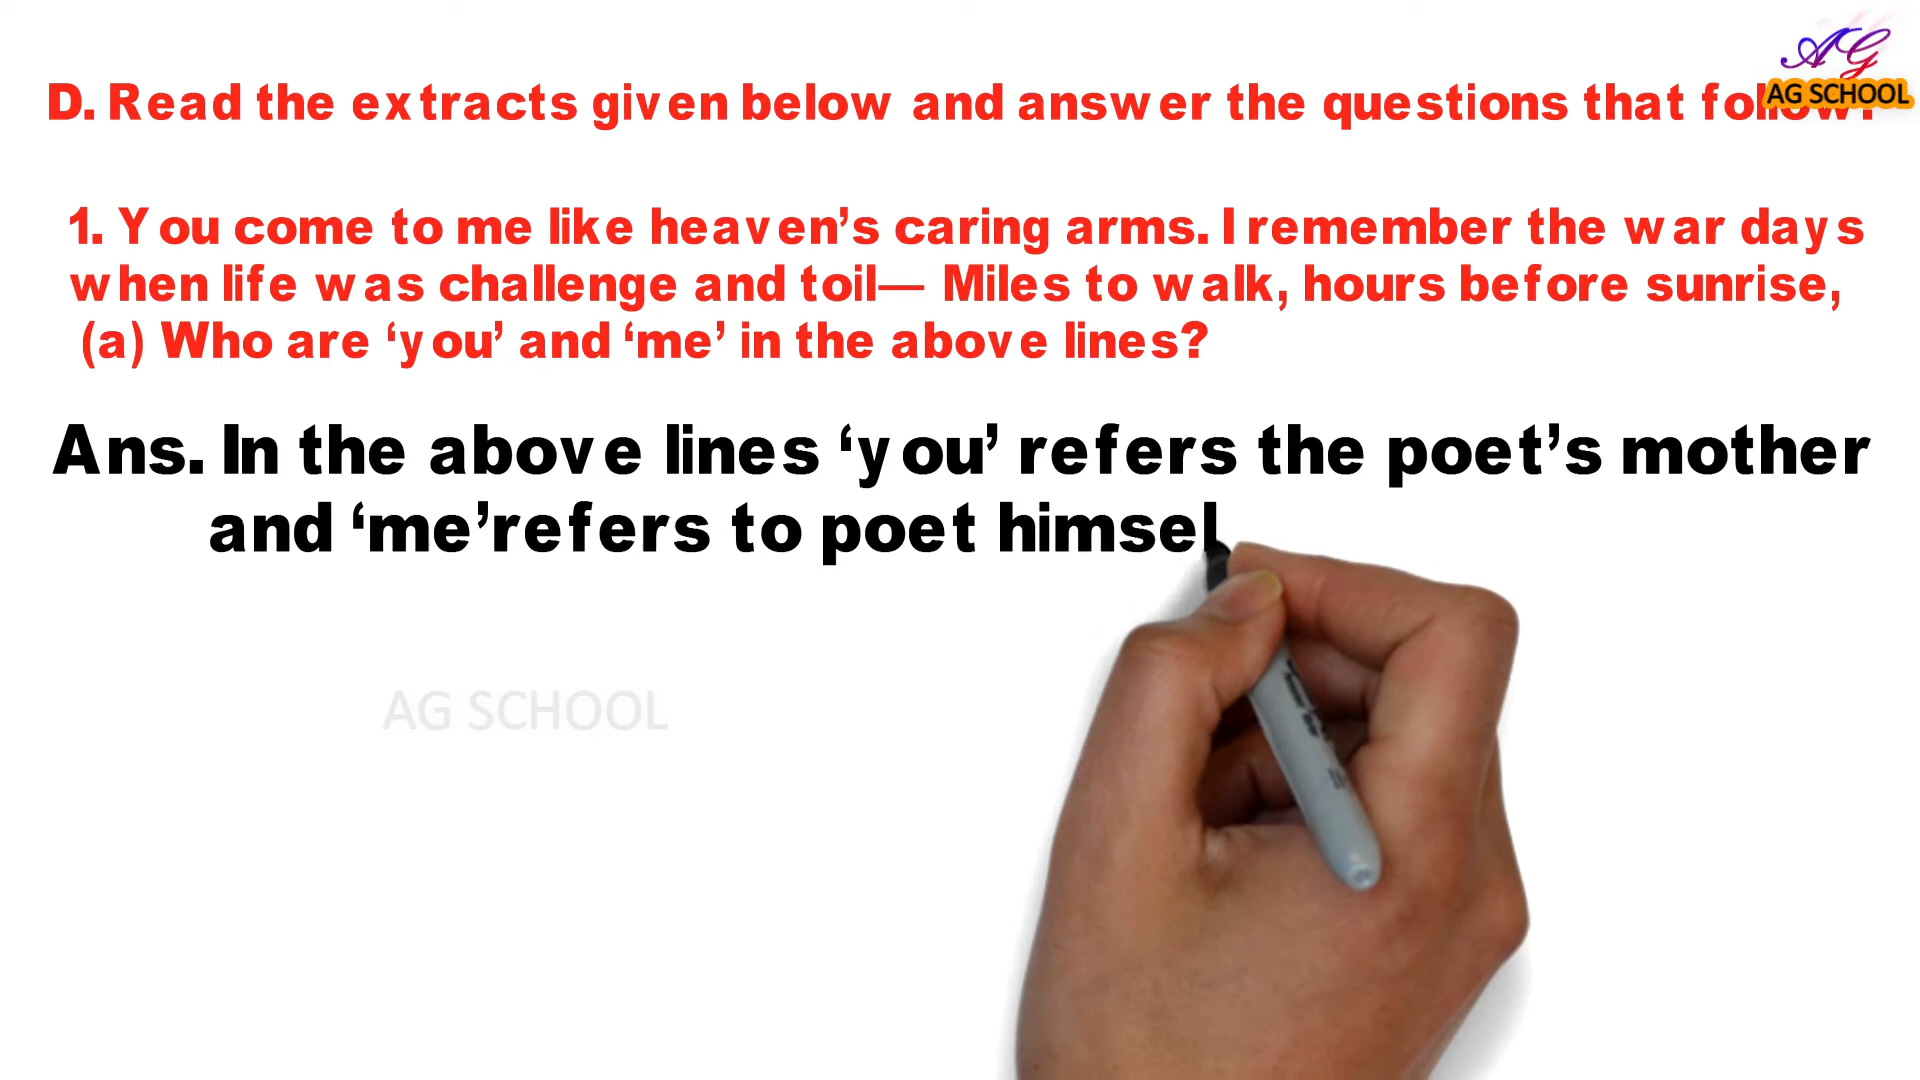 AG
AG SCHOOL
D. Read the extracts given below and answer the questions that follow:
1. You come to me like heaven’s caring arms. I remember the war days
when life was challenge and toil— Miles to walk, hours before sunrise,
(a) Who are ‘you’ and ‘me’ in the above lines?
Ans. In the above lines ‘you’ refers the poet’s mother
and ‘me’refers to poet himsel
AG SCHOOL